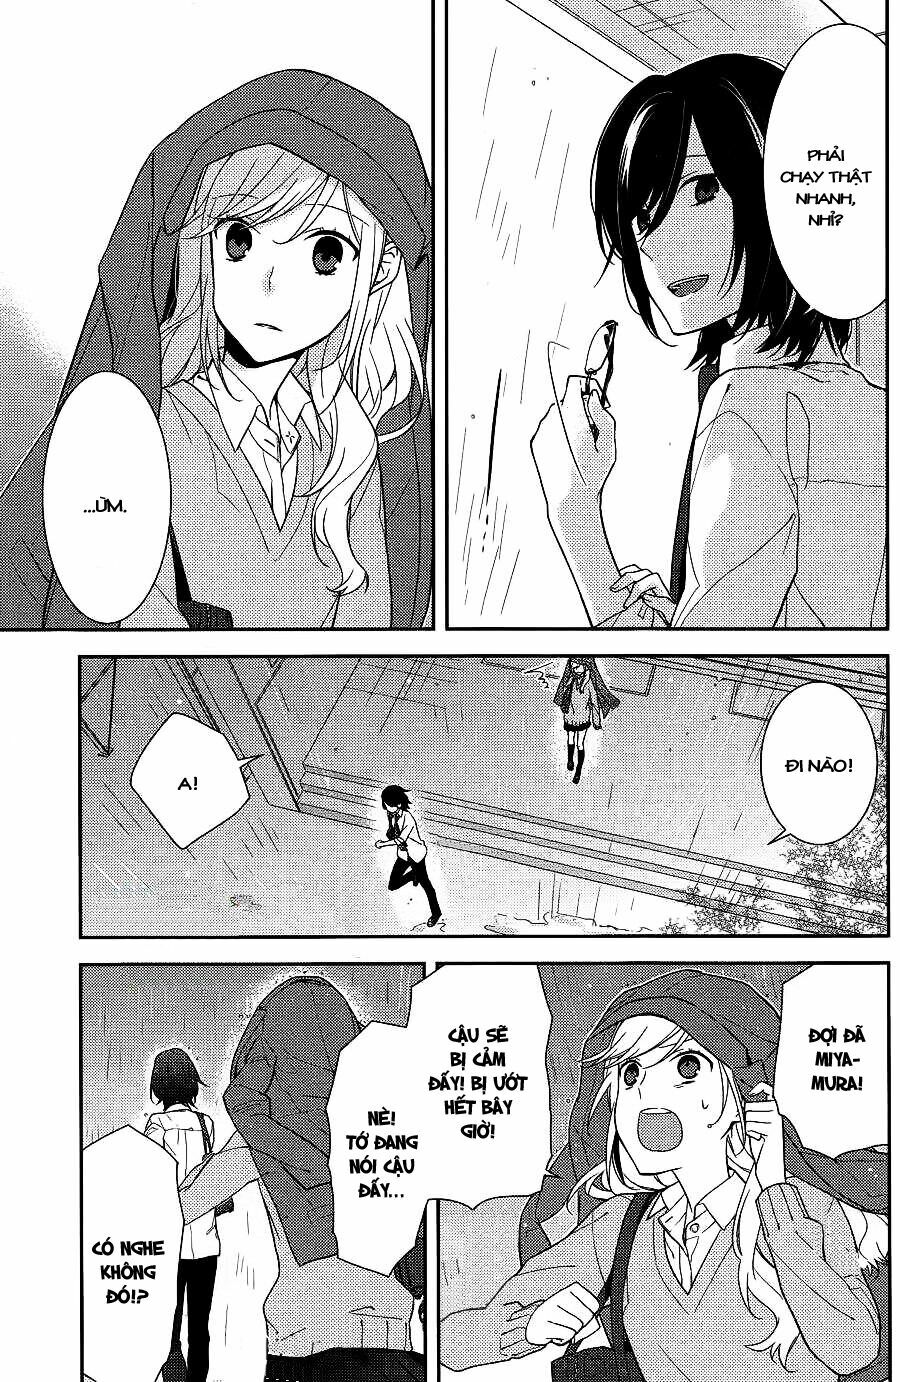 PHẢI
CHẠY THẬT
NHANH,
NHỈ?
...ỪM.
ĐI NÀO!
A!
ĐỢI ĐÃ
MIYA-
MURA!
CẬU SẼ
BỊ CẢM
ĐẤY! BỊ ƯỚT
HẾT BÂY
GIỜ!
NÈ!
TỚ ĐANG
NÓI CẬU
ĐẤY...
CÓ NGHE
KHÔNG
ĐÓ!?